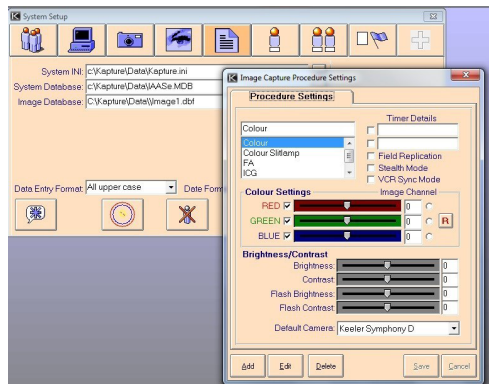 System Setup
System INI: c:\Kapture\Data\Kapture.ini
System Database: c:\Kapture\Data\IAASe.MDB
Image Database: C:\Kapture\Data\\Image1.dbf
Data Entry Format: All upper case
Date Form
Image Capture Procedure Settings
Procedure Settings
Timer Details
Colour
Colour
Colour Slitlamp
FA
ICG
Field Replication
Stealth Mode
VCR Sync Mode
Colour Settings
Image Channel
RED 0
GREEN 0 R
BLUE 0
Brightness/Contrast
Brightness: 0
Contrast: 0
Flash Brightness: 0
Flash Contrast: 0
Default Camera: Keeler Symphony D
Add Edit Delete Save Cancel